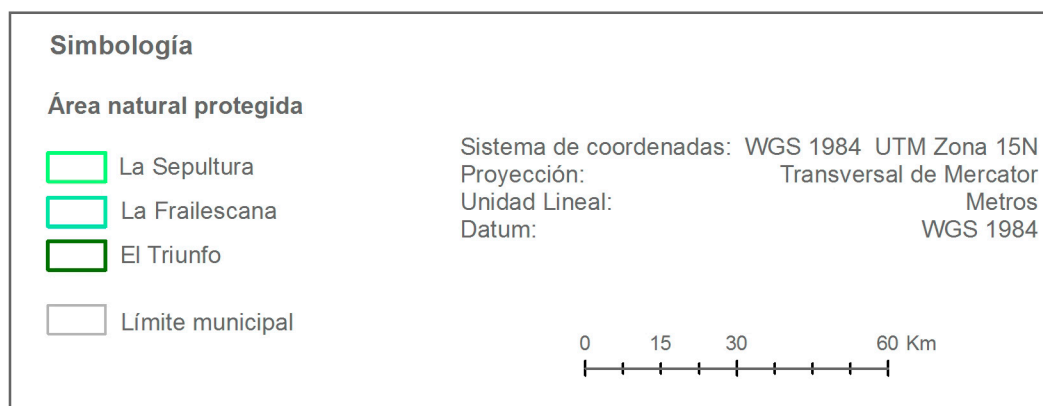 Simbología
Área natural protegida
La Sepultura
La Frailescana
El Triunfo
Límite municipal
Sistema de coordenadas: WGS 1984 UTM Zona 15N
Proyección: Transversal de Mercator
Unidad Lineal: Metros
Datum: WGS 1984
0 15 30 60 Km